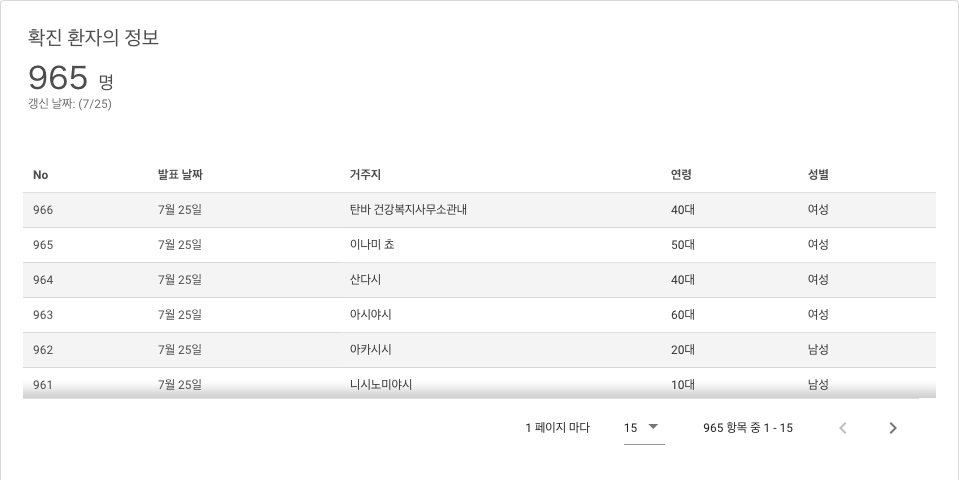 확진 환자의 정보
965 명
갱신 날짜: (7/25)
No 발표 날짜 거주지 연령 성별
966 7월 25일 탄바 건강복지사무소관내 40대 여성
965 7월 25일 이나미 쵸 50대 여성
964 7월 25일 산다시 40대 여성
963 7월 25일 아시야시 60대 여성
962 7월 25일 아카시시 20대 남성
961 7월 25일 니시노미야시 10대 남성
1 페이지 마다 15 965 항목 중 1 - 15